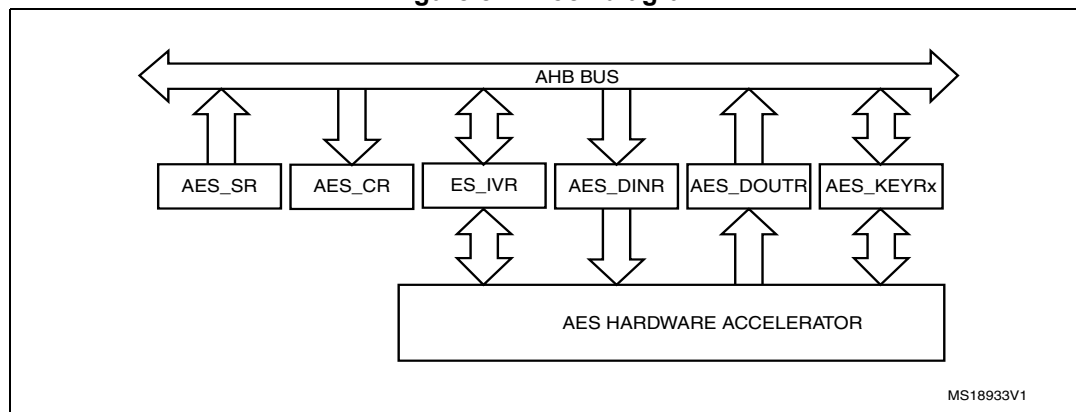 AHB BUS
AES_SR AES_CR ES_IVR AES_DINR AES_DOUTR AES_KEYRx
AES HARDWARE ACCELERATOR
MS18933V1